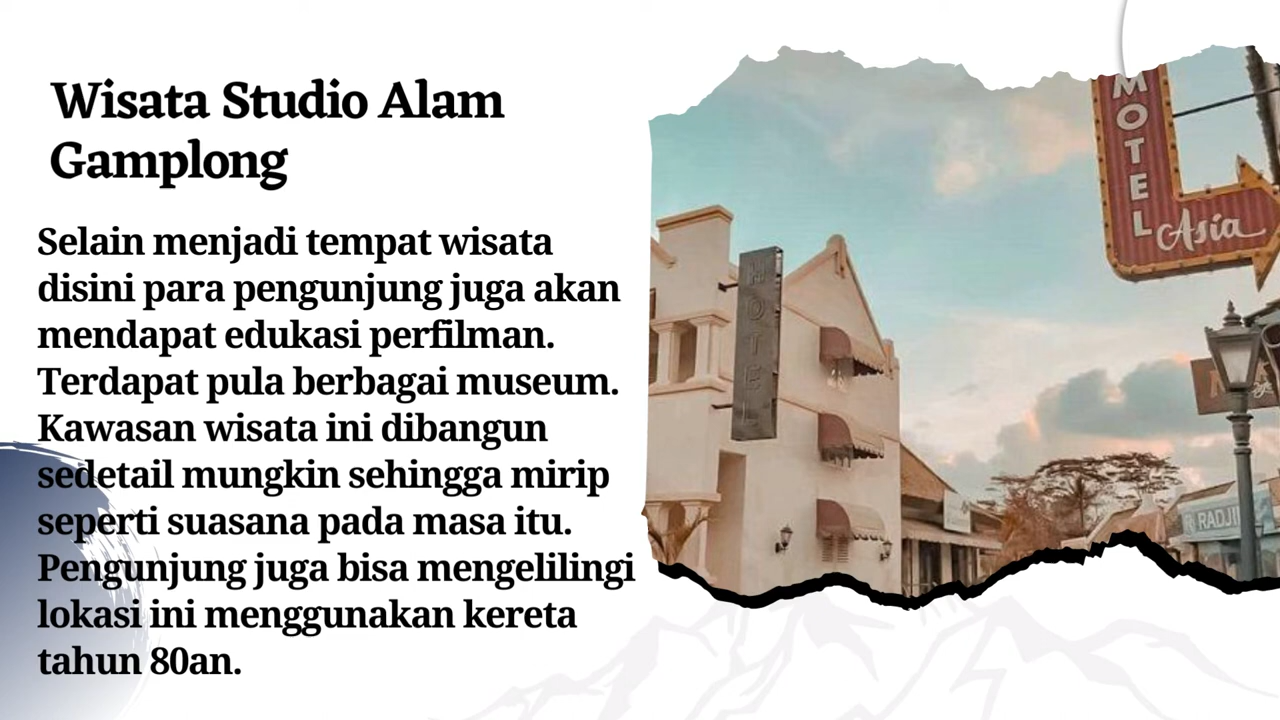 Wisata Studio Alam
Gamplong
Selain menjadi tempat wisata
disini para pengunjung juga akan
mendapat edukasi perfilman.
Terdapat pula berbagai museum.
Kawasan wisata ini dibangun
sedetail mungkin sehingga mirip
seperti suasana pada masa itu.
Pengunjung juga bisa mengelilingi
lokasi ini menggunakan kereta
tahun 80an.
HOTEL
MOTEL
Asia